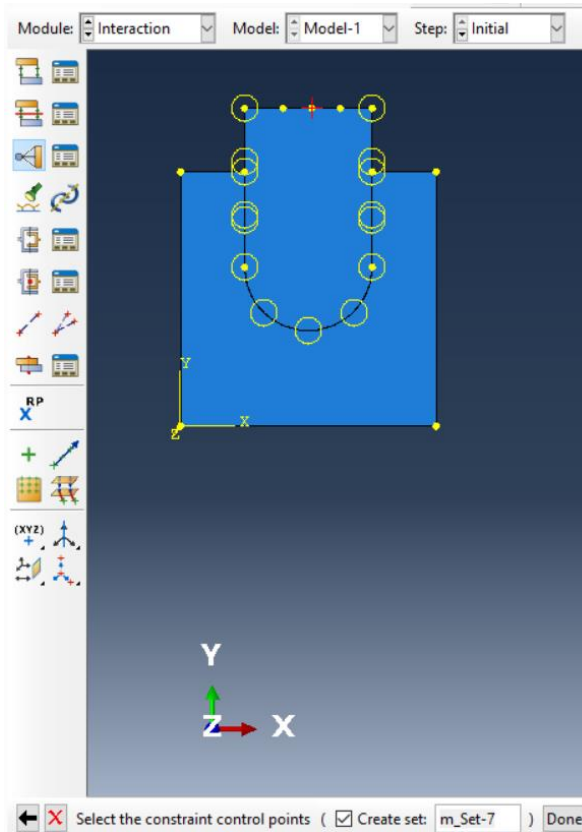 Module: Interaction Model: Model-1 Step: Initial
RP
X
(XYZ)
Y
X
Z
Y
Z X
Select the constraint control points ( Create set: m_Set-7 ) Done